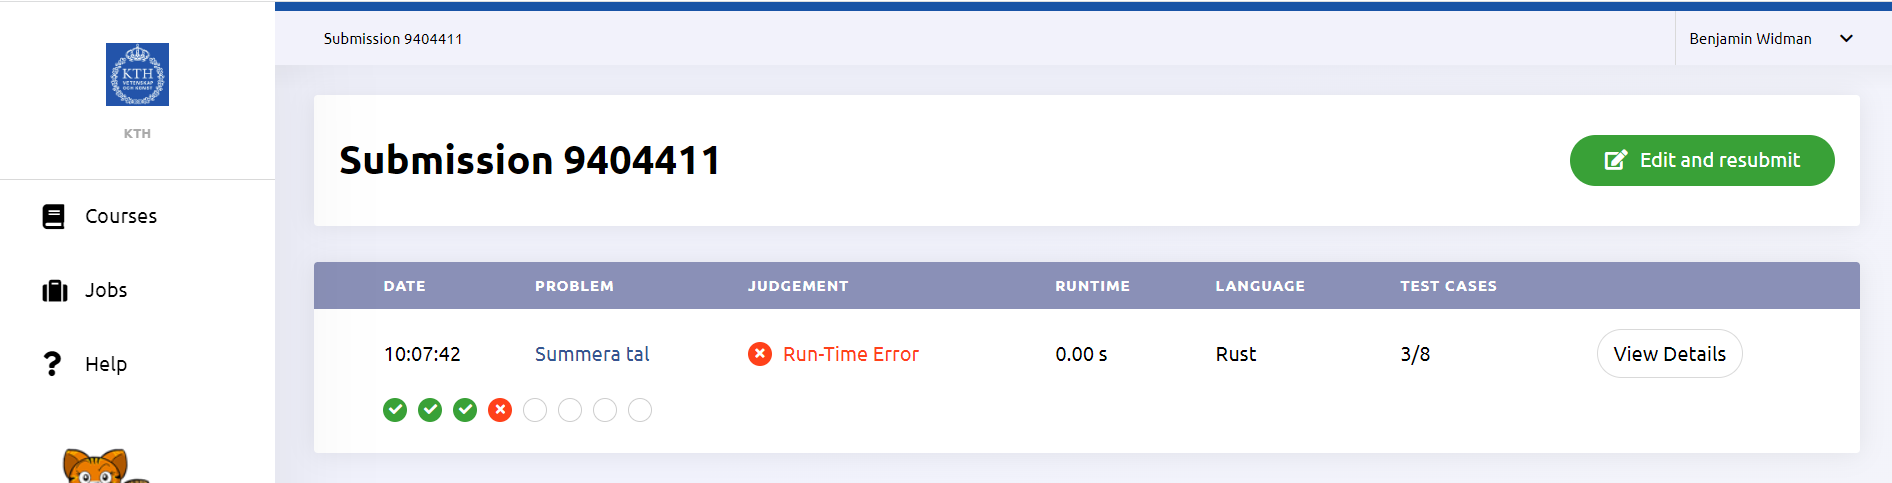 Submission 9404411
Benjamin Widman
KTH
VETENSKAP
OCH KONST
KTH
Submission 9404411
Edit and resubmit
Courses
Jobs
Help
DATE PROBLEM JUDGEMENT RUNTIME LANGUAGE TEST CASES
10:07:42 Summera tal Run-Time Error 0.00 s Rust 3/8 View Details